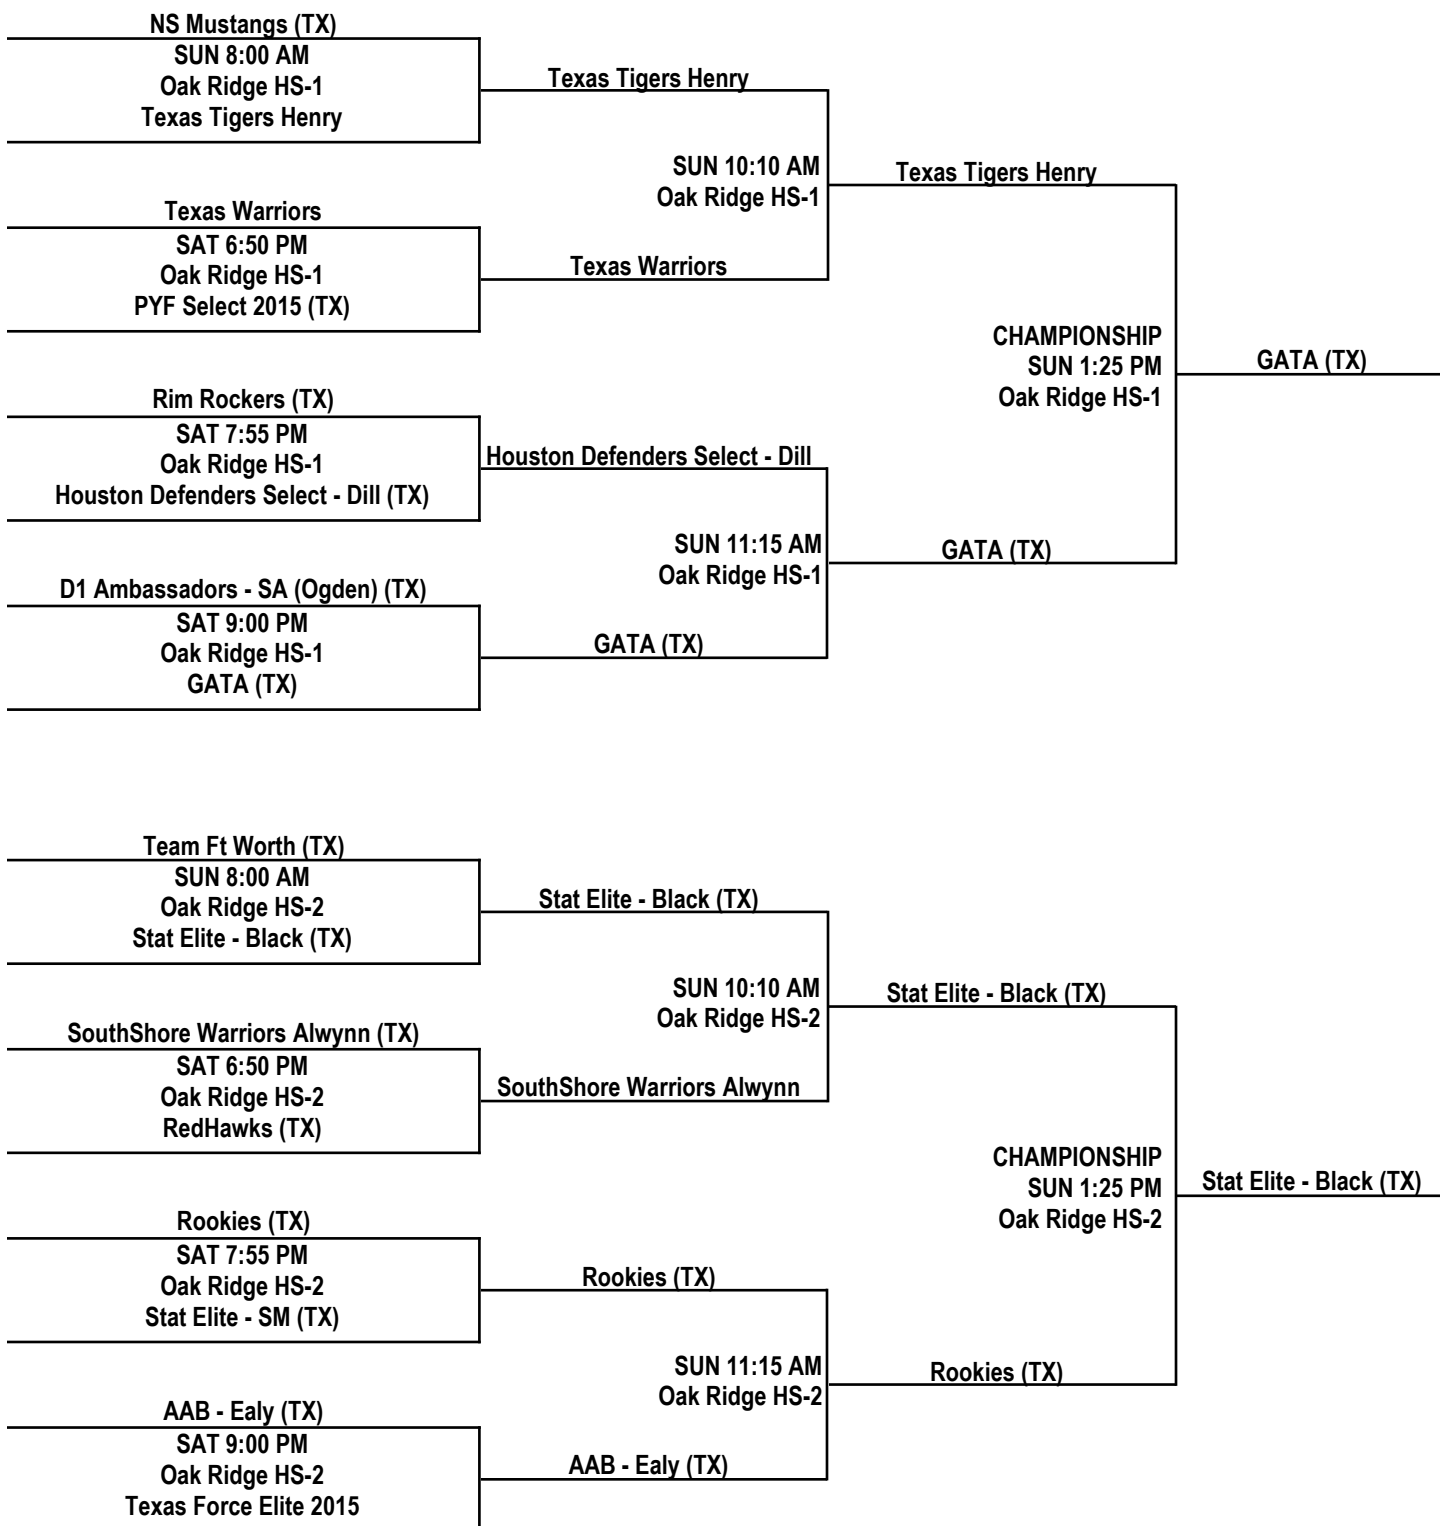 NS Mustangs (TX)
SUN 8:00 AM
Oak Ridge HS-1
Texas Tigers Henry
Texas Tigers Henry
SUN 10:10 AM
Oak Ridge HS-1
Texas Tigers Henry
Texas Warriors
SAT 6:50 PM
Oak Ridge HS-1
PYF Select 2015 (TX)
Texas Warriors
CHAMPIONSHIP
SUN 1:25 PM
Oak Ridge HS-1
GATA (TX)
Rim Rockers (TX)
SAT 7:55 PM
Oak Ridge HS-1
Houston Defenders Select - Dill (TX)
Houston Defenders Select - Dill
SUN 11:15 AM
Oak Ridge HS-1
GATA (TX)
D1 Ambassadors - SA (Ogden) (TX)
SAT 9:00 PM
Oak Ridge HS-1
GATA (TX)
GATA (TX)
Team Ft Worth (TX)
SUN 8:00 AM
Oak Ridge HS-2
Stat Elite - Black (TX)
Stat Elite - Black (TX)
SUN 10:10 AM
Oak Ridge HS-2
Stat Elite - Black (TX)
SouthShore Warriors Alwynn (TX)
SAT 6:50 PM
Oak Ridge HS-2
RedHawks (TX)
SouthShore Warriors Alwynn
CHAMPIONSHIP
SUN 1:25 PM
Oak Ridge HS-2
Stat Elite - Black (TX)
Rookies (TX)
SAT 7:55 PM
Oak Ridge HS-2
Stat Elite - SM (TX)
Rookies (TX)
SUN 11:15 AM
Oak Ridge HS-2
Rookies (TX)
AAB - Ealy (TX)
SAT 9:00 PM
Oak Ridge HS-2
Texas Force Elite 2015
AAB - Ealy (TX)